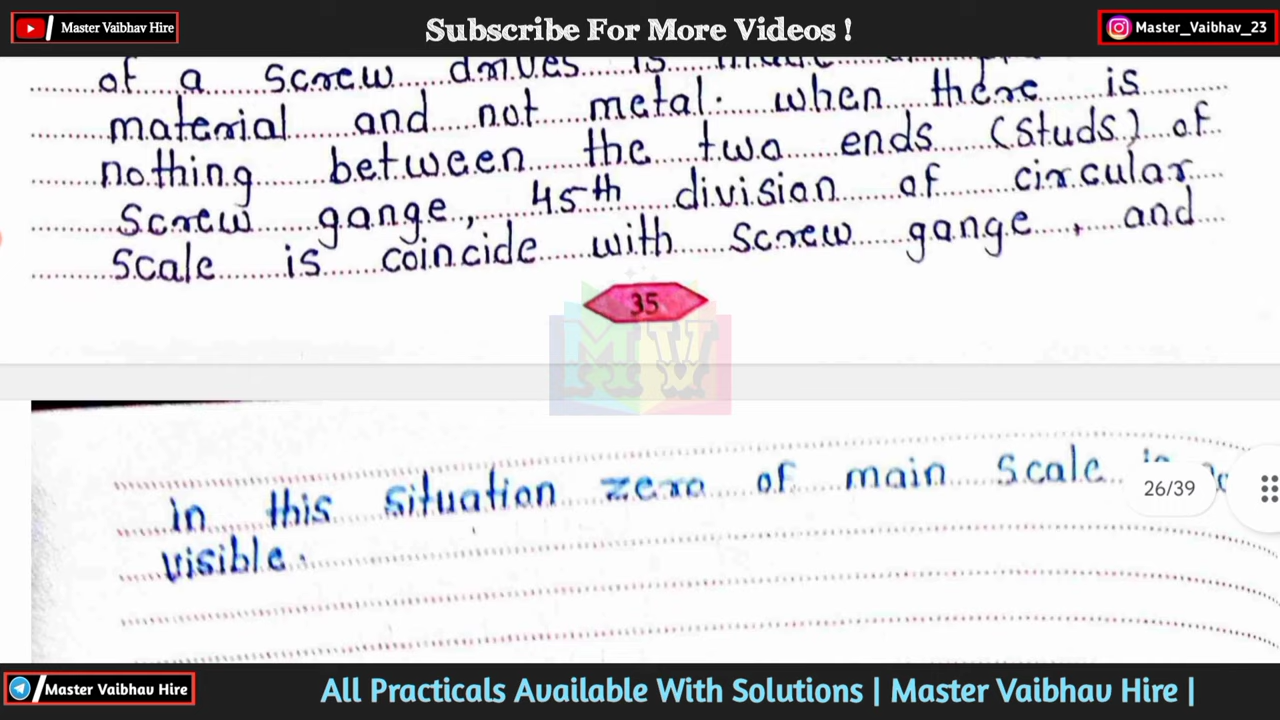 Master Vaibhav Hire
Subscribe For More Videos !
Master_Vaibhav_23
of a screw drives is
material and not metal. when there is
nothing between the two ends (studs) of
screw gange, 45th division of circular
scale is coincide with screw gange, and
35
MW
in this situation zero of main scale
26/39
visible.
Master Vaibhav Hire
All Practicals Available With Solutions | Master Vaibhav Hire |